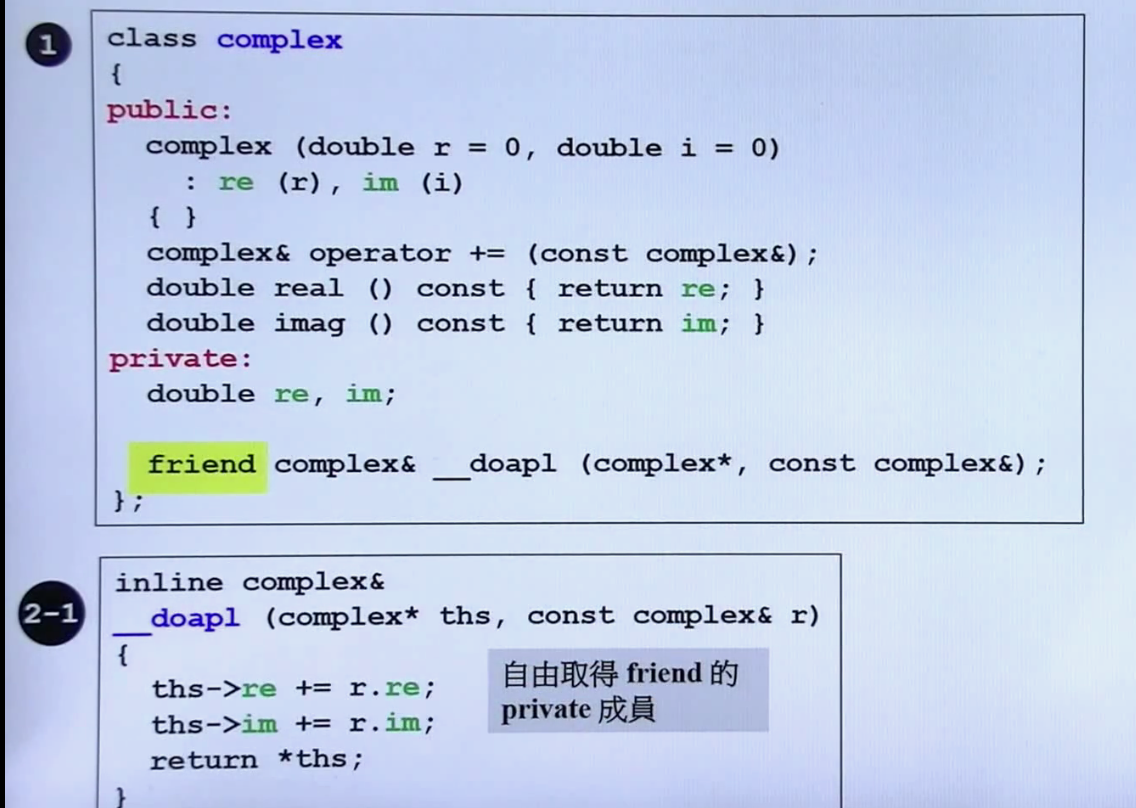 1
class complex
{
public:
complex (double r = 0, double i = 0)
: re (r), im (i)
{ }
complex& operator += (const complex&);
double real () const { return re; }
double imag () const { return im; }
private:
double re, im;
friend complex& __doapl (complex*, const complex&);
};
2-1
inline complex&
__doapl (complex* ths, const complex& r)
{
ths->re += r.re;
ths->im += r.im;
return *ths;
}
自由取得 friend 的
private 成員